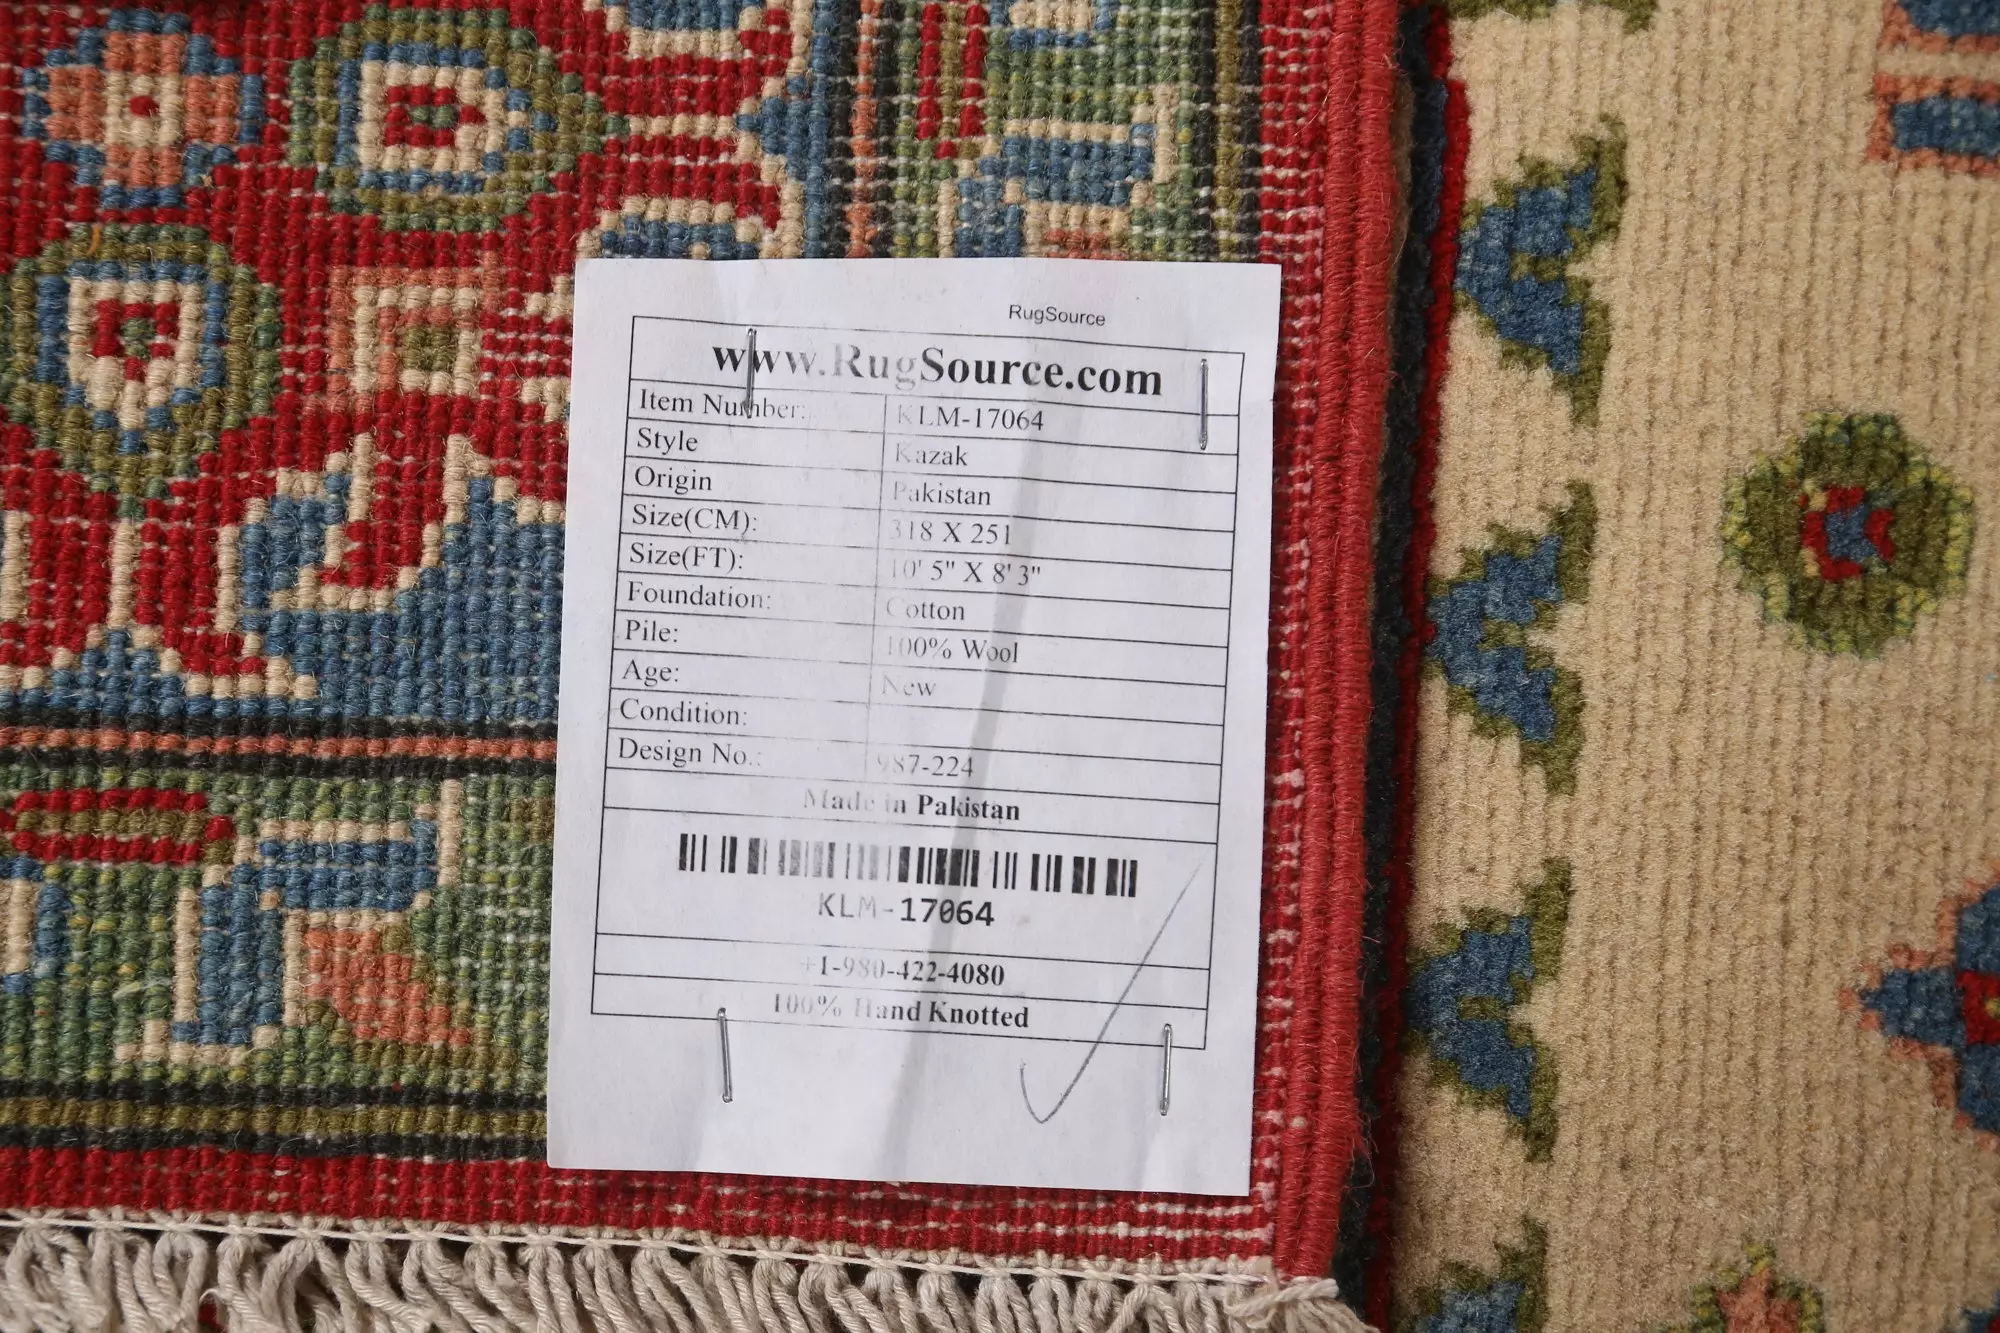 RugSource
www.RugSource.com
Item Number: KLM-17064
Style Kazak
Origin Pakistan
Size(CM): 318 X 251
Size(FT): 10' 5" X 8' 3"
Foundation: Cotton
Pile: 100% Wool
Age: New
Condition:
Design No.: 987-224
Made in Pakistan
KLM-17064
+1-980-422-4080
100% Hand Knotted